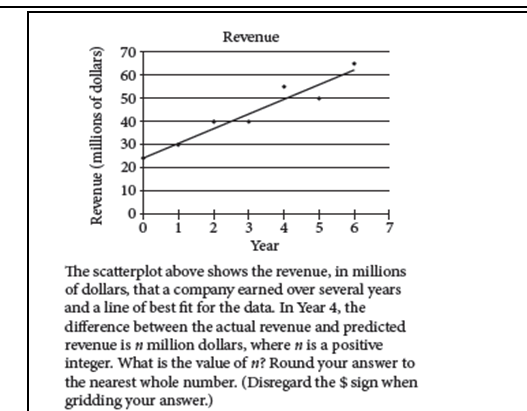 Revenue
Revenue (millions of dollars)
70
60
50
40
30
20
10
0
0 1 2 3 4 5 6 7
Year
The scatterplot above shows the revenue, in millions
of dollars, that a company earned over several years
and a line of best fit for the data. In Year 4, the
difference between the actual revenue and predicted
revenue is n million dollars, where n is a positive
integer. What is the value of n? Round your answer to
the nearest whole number. (Disregard the $ sign when
gridding your answer.)